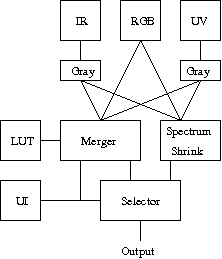 IR
RGB
UV
Gray
Gray
LUT
Merger
Spectrum
Shrink
UI
Selector
Output